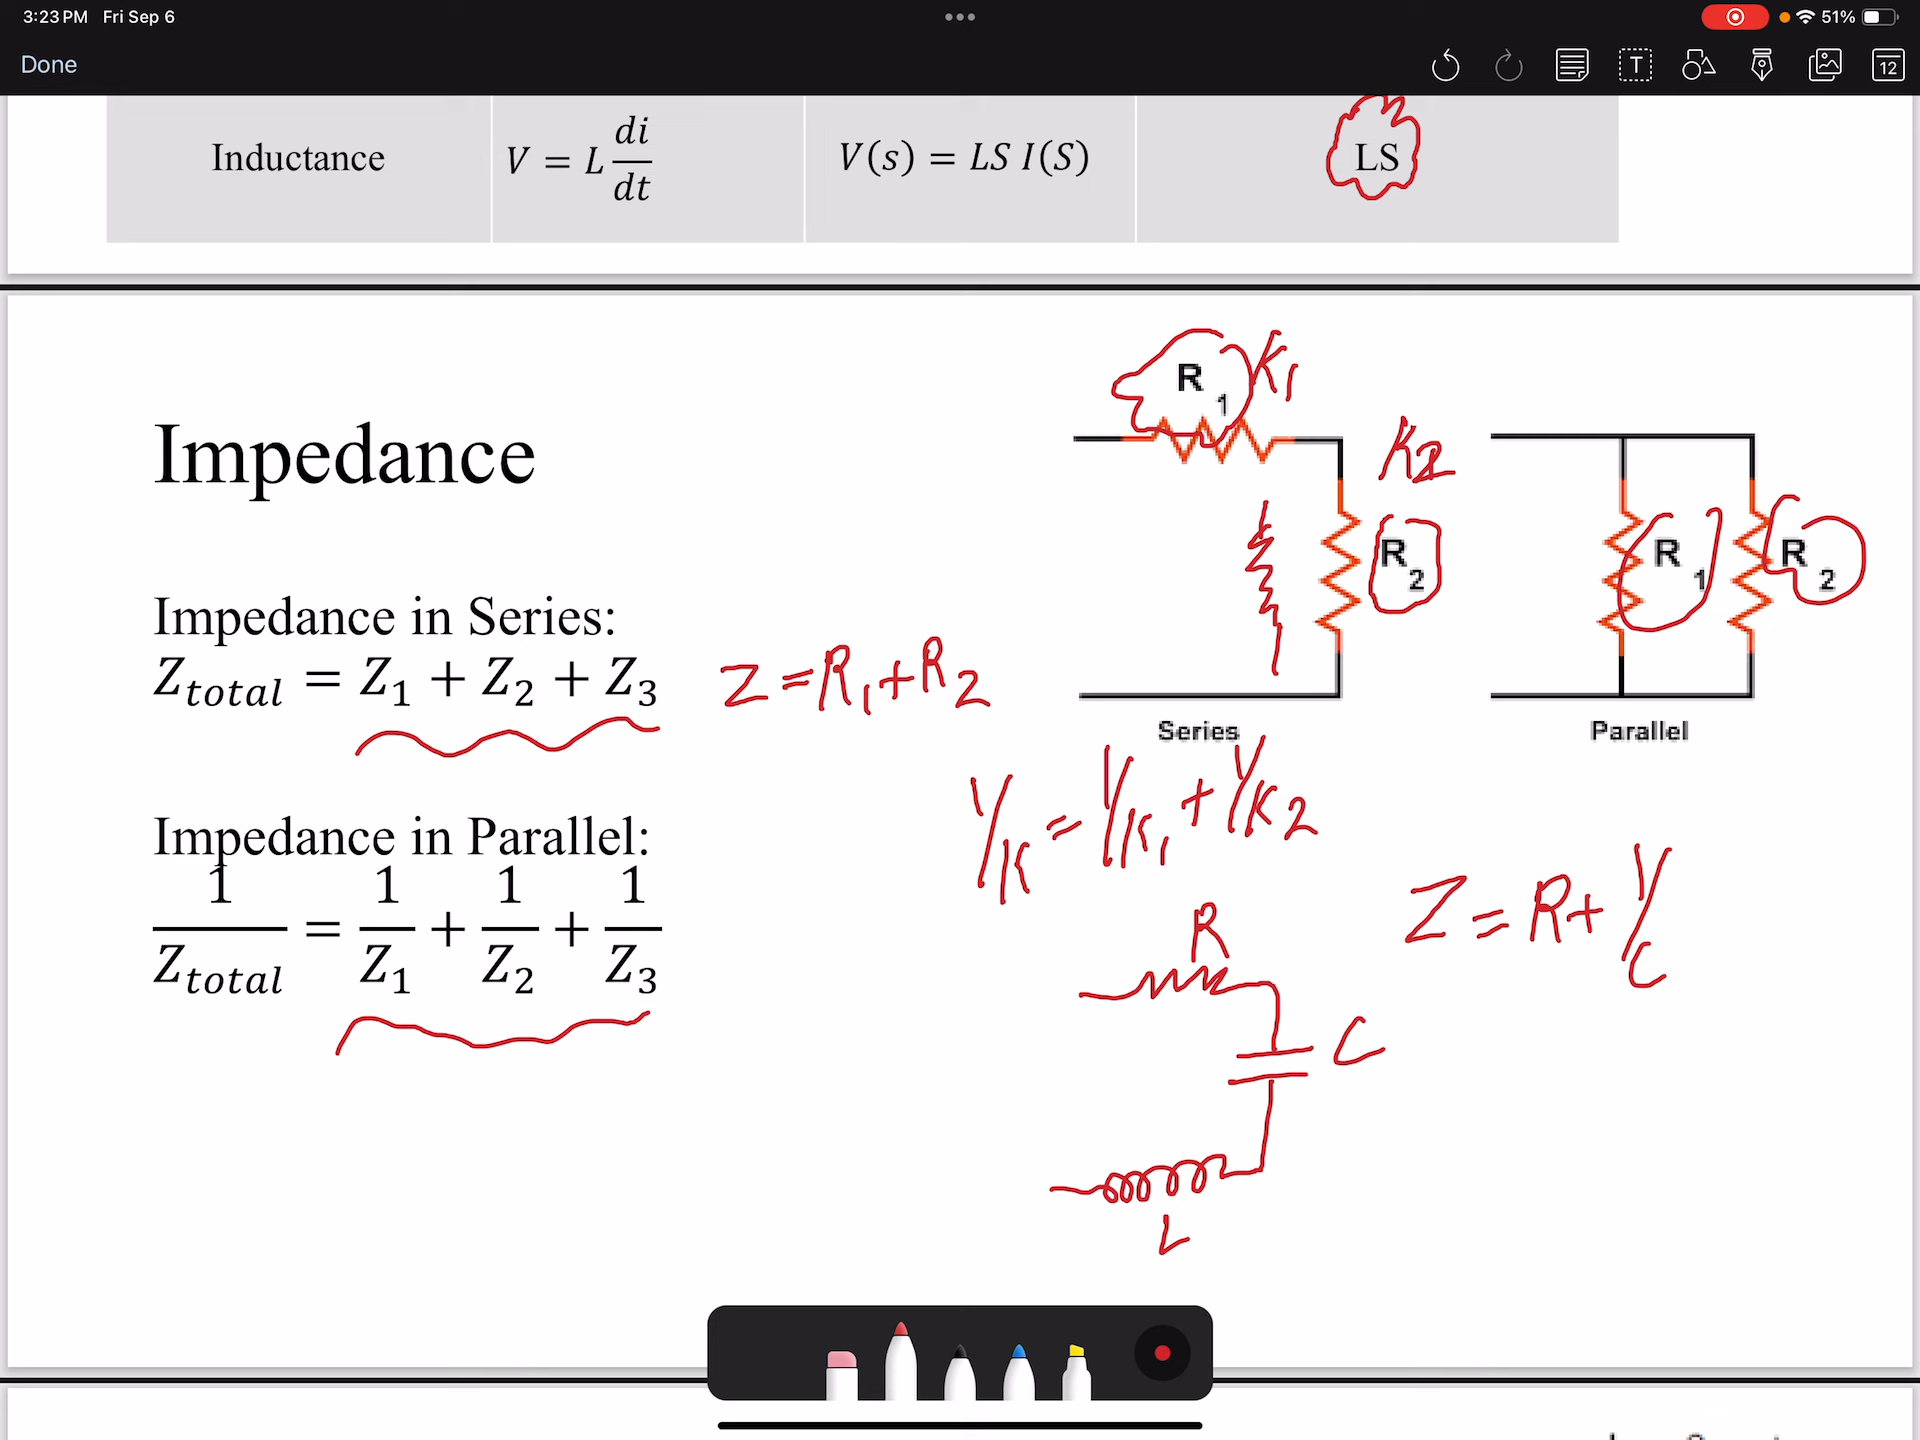 3:23 PM Fri Sep 6
51%
Done
T
12
Inductance
V = L di/dt
V(s) = LS I(S)
LS
R1
K1
K2
R2
R1
R2
Impedance
Impedance in Series:
Ztotal = Z1 + Z2 + Z3
Z = R1 + R2
Series
Parallel
1/K = 1/K1 + 1/K2
Impedance in Parallel:
1/Ztotal = 1/Z1 + 1/Z2 + 1/Z3
Z = R + 1/C
R
C
L